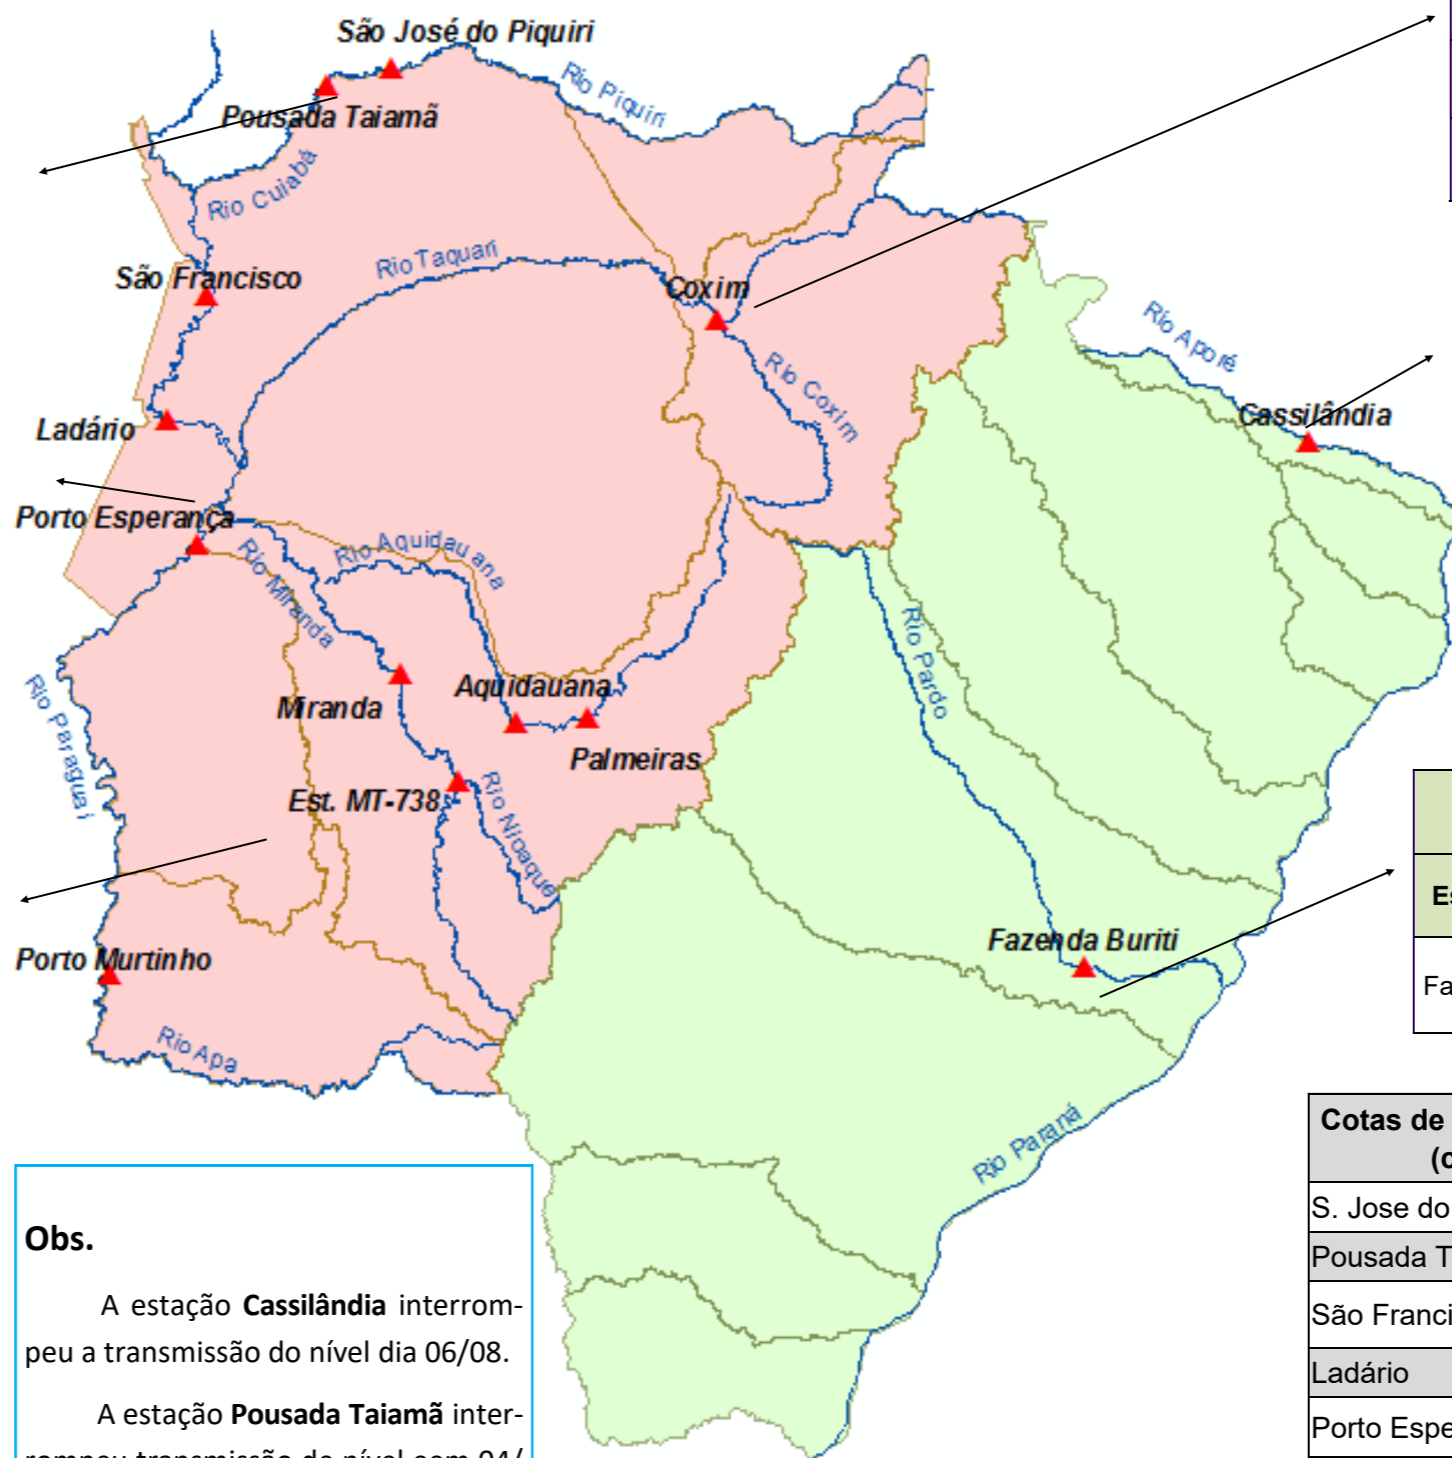 São José do Piquiri
Rio Piquiri
Pousada Taiamã
Rio Cuiabá
São Francisco
Rio Taquari
Coxim
Rio Coxim
Rio Aporé
Cassilândia
Ladário
Porto Esperança
Rio Aquidauana
Rio Miranda
Rio Pardo
Rio Paraguai
Miranda
Aquidauana
Palmeiras
Est. MT-738
Rio Nioaque
Porto Murtinho
Rio Apa
Fazenda Buriti
Rio Paraná
Es
Fa
Cotas de
(c
S. Jose do
Pousada T
São Franci
Ladário
Porto Espe
Obs.
A estação Cassilândia interrom-
peu a transmissão do nível dia 06/08.
A estação Pousada Taiamã inter-